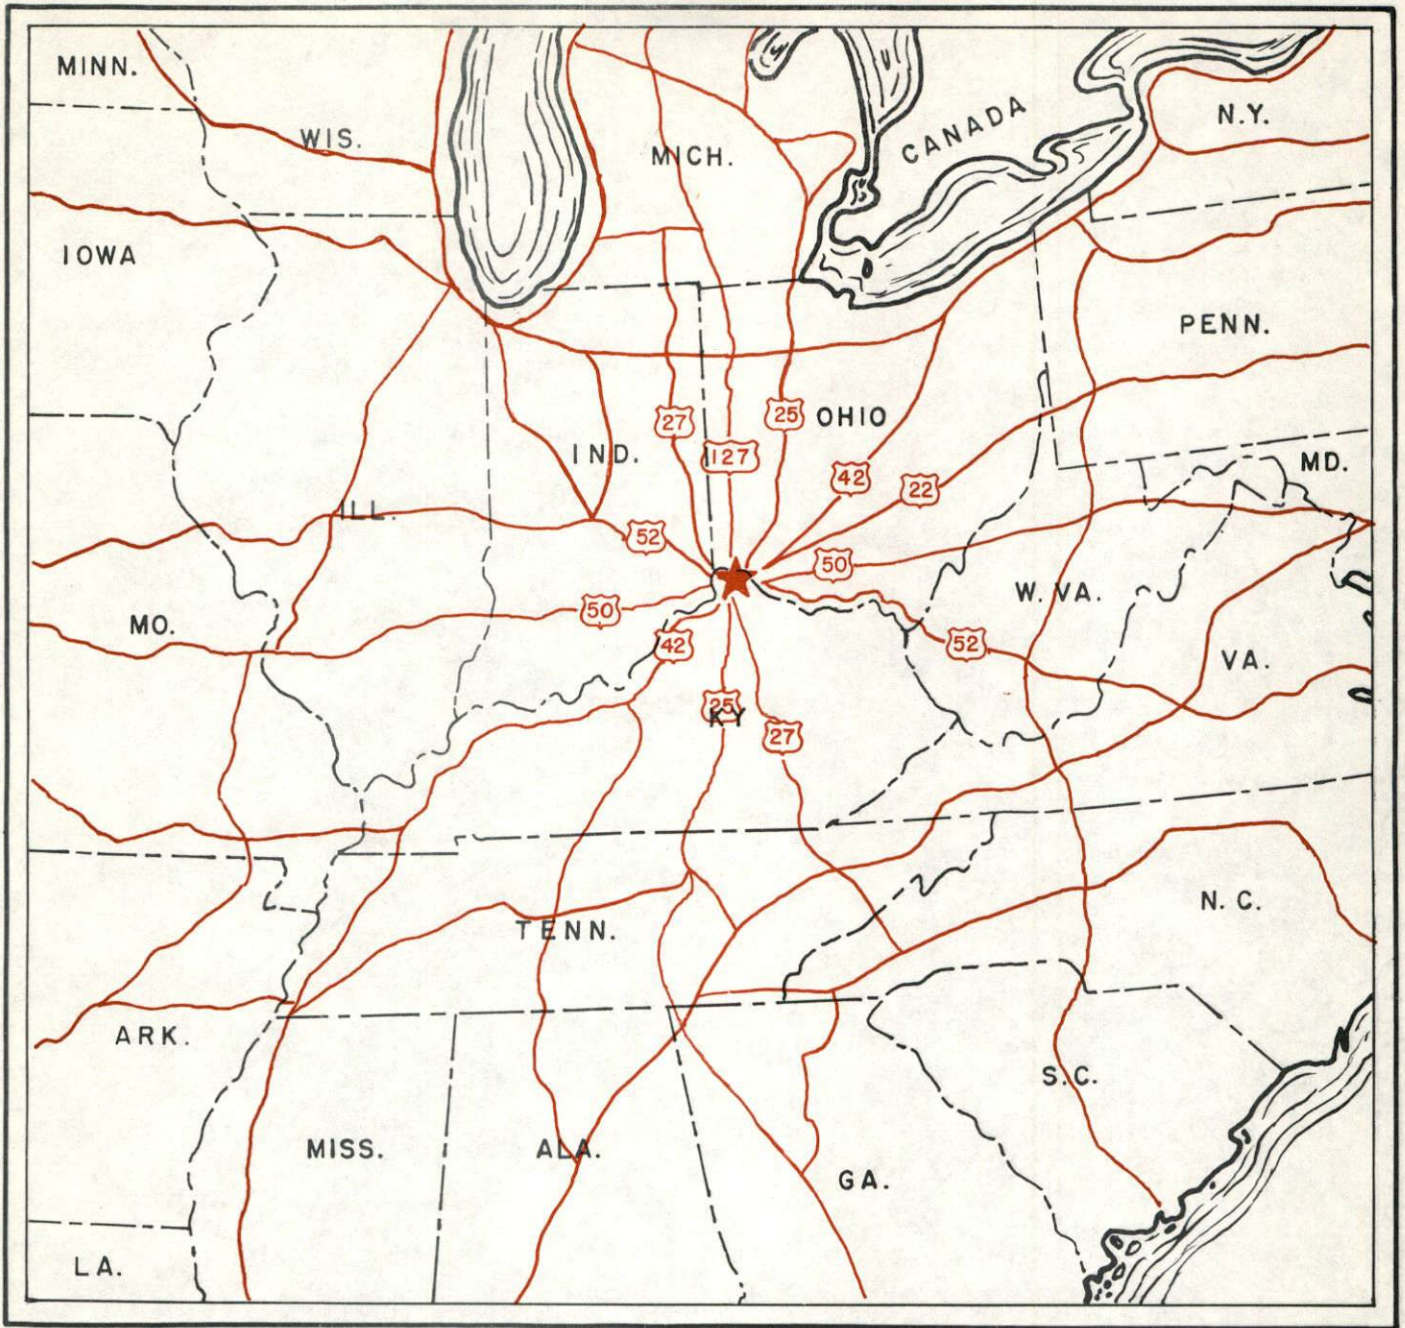 MINN.
WIS.
MICH.
CANADA
N.Y.
IOWA
PENN.
27
25
OHIO
127
IND.
42
22
MD.
ILL.
52
50
W. VA.
50
MO.
42
52
VA.
25
KY
27
TENN.
N. C.
ARK.
S.C.
MISS.
ALA.
GA.
LA.